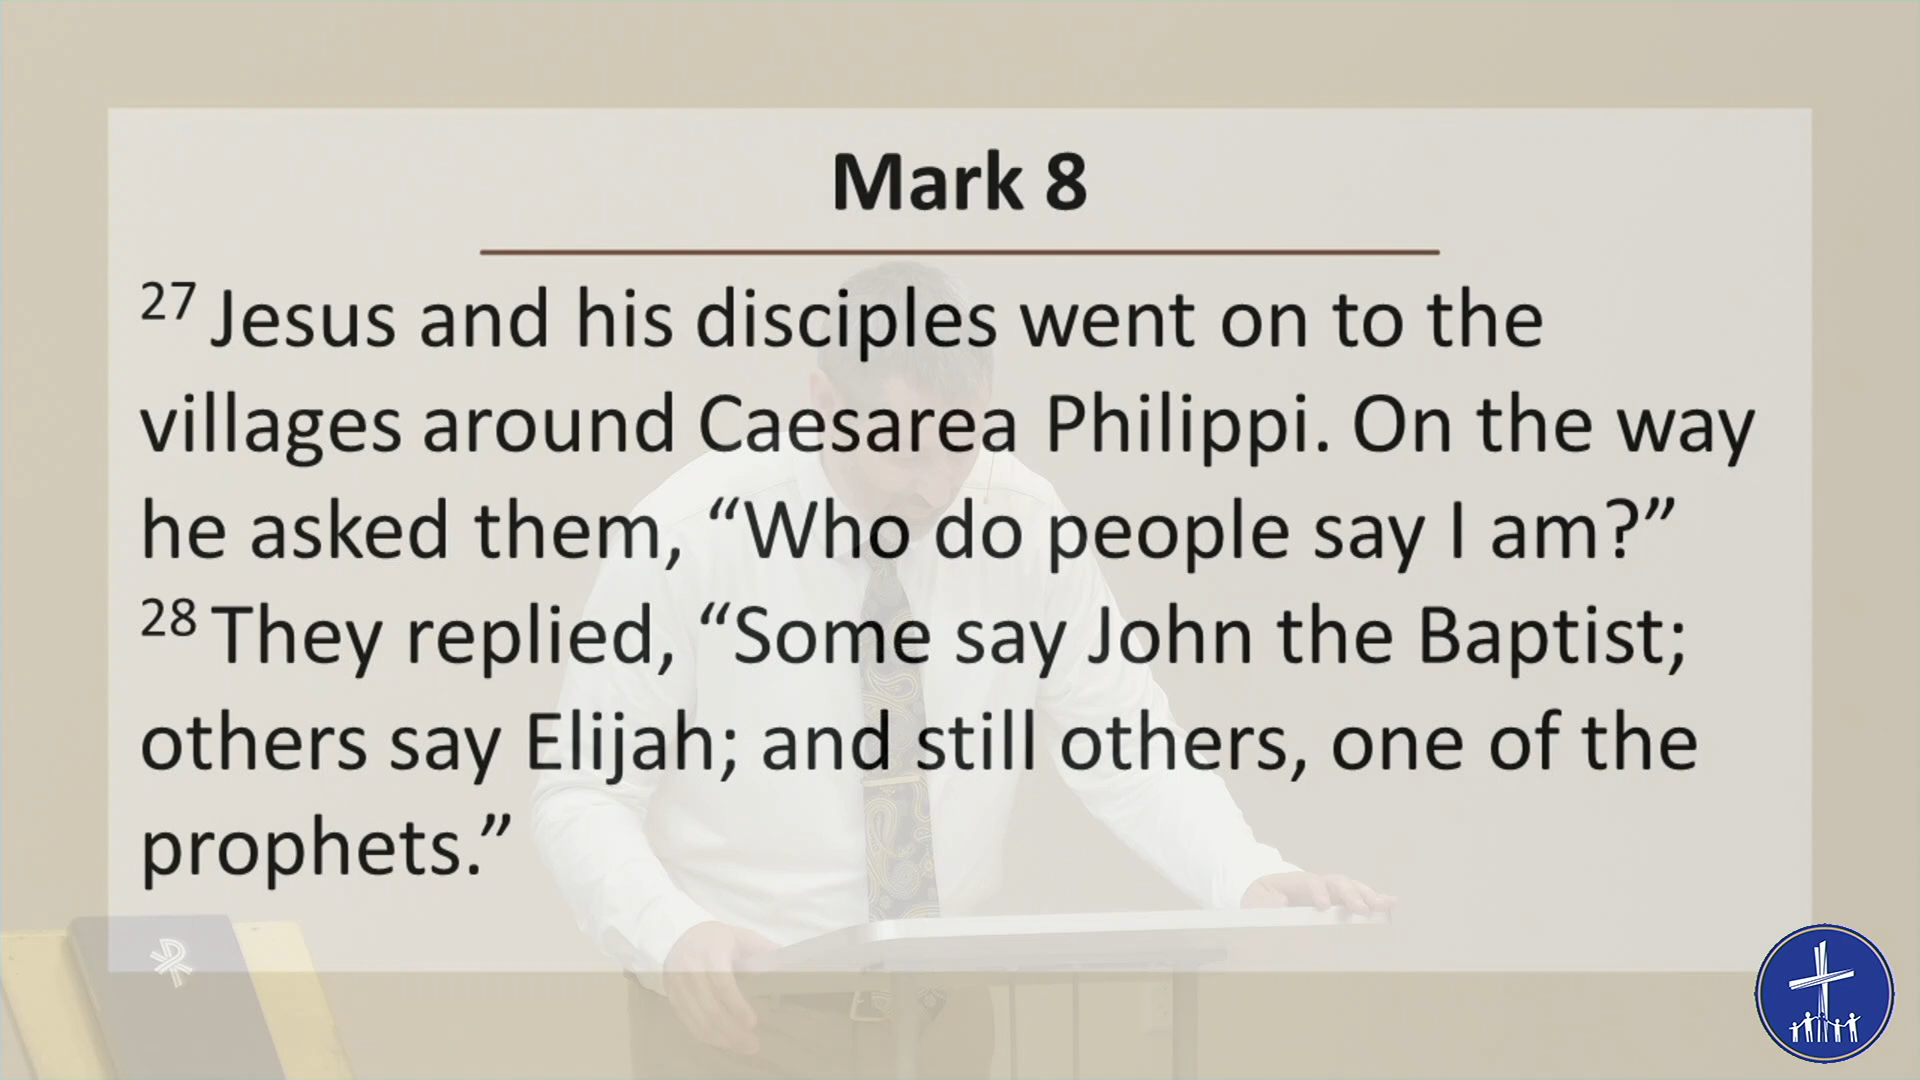 Mark 8
27 Jesus and his disciples went on to the
villages around Caesarea Philippi. On the way
he asked them, “Who do people say I am?”
28 They replied, “Some say John the Baptist;
others say Elijah; and still others, one of the
prophets.”